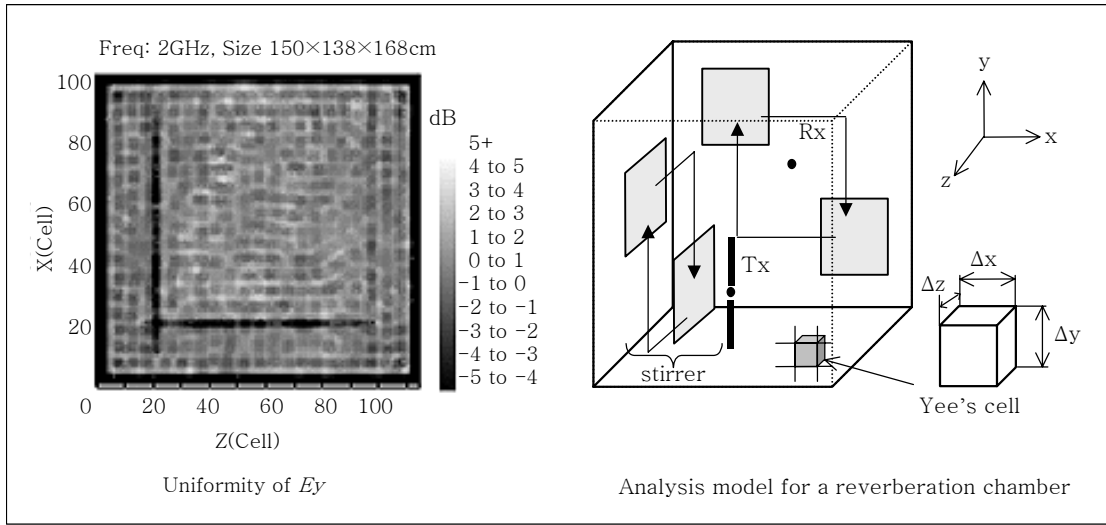 Freq: 2GHz, Size 150×138×168cm
100
80
60
40
20
X(Cell)
0 20 40 60 80 100
Z(Cell)
dB
5+
4 to 5
3 to 4
2 to 3
1 to 2
0 to 1
−1 to 0
−2 to −1
−3 to −2
−4 to −3
−5 to −4
Uniformity of Ey
Rx
Tx
stirrer
y
x
z
Δx
Δz
Δy
Yee's cell
Analysis model for a reverberation chamber